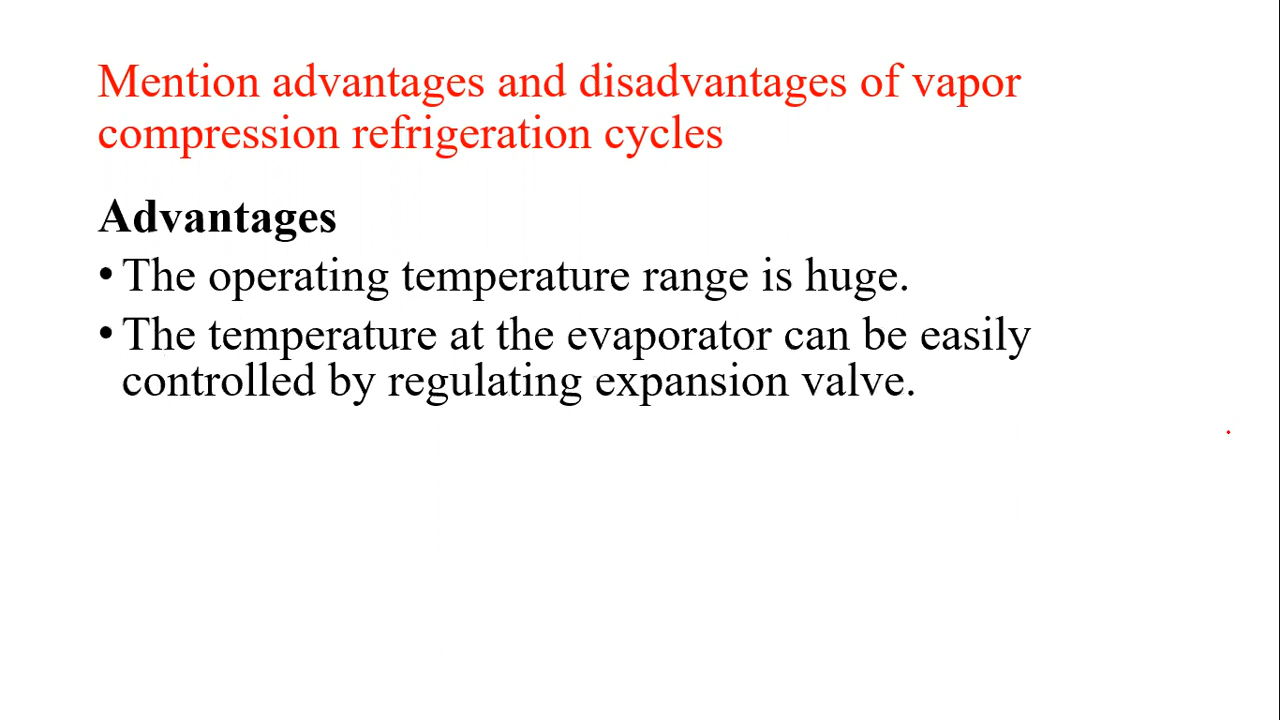 Mention advantages and disadvantages of vapor
compression refrigeration cycles
Advantages
• The operating temperature range is huge.
• The temperature at the evaporator can be easily
controlled by regulating expansion valve.